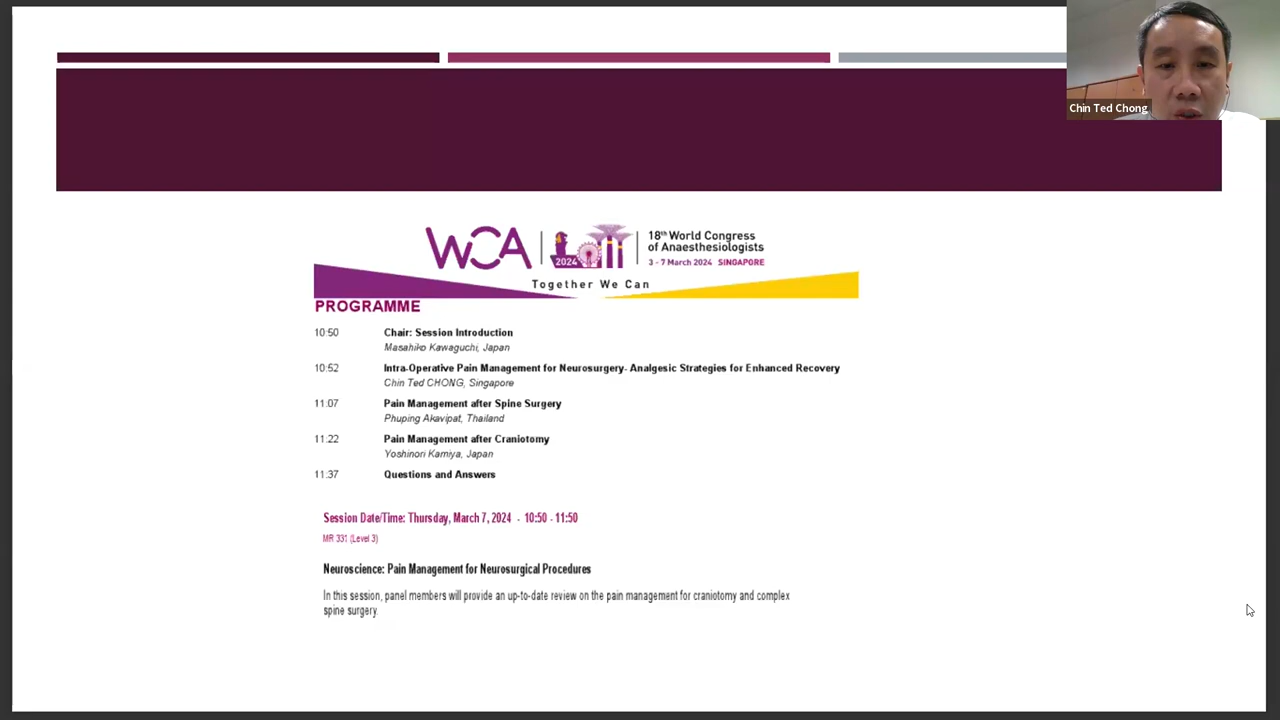 Chin Ted Chong
WCA
2024
18th World Congress
of Anaesthesiologists
3 - 7 March 2024 SINGAPORE
Together We Can
PROGRAMME
10:50 Chair: Session Introduction
Masahiko Kawaguchi, Japan
10:52 Intra-Operative Pain Management for Neurosurgery- Analgesic Strategies for Enhanced Recovery
Chin Ted CHONG, Singapore
11:07 Pain Management after Spine Surgery
Phuping Akavipat, Thailand
11:22 Pain Management after Craniotomy
Yoshinori Kamiya, Japan
11:37 Questions and Answers
Session Date/Time: Thursday, March 7, 2024 - 10:50 - 11:50
MR 331 (Level 3)
Neuroscience: Pain Management for Neurosurgical Procedures
In this session, panel members will provide an up-to-date review on the pain management for craniotomy and complex
spine surgery.